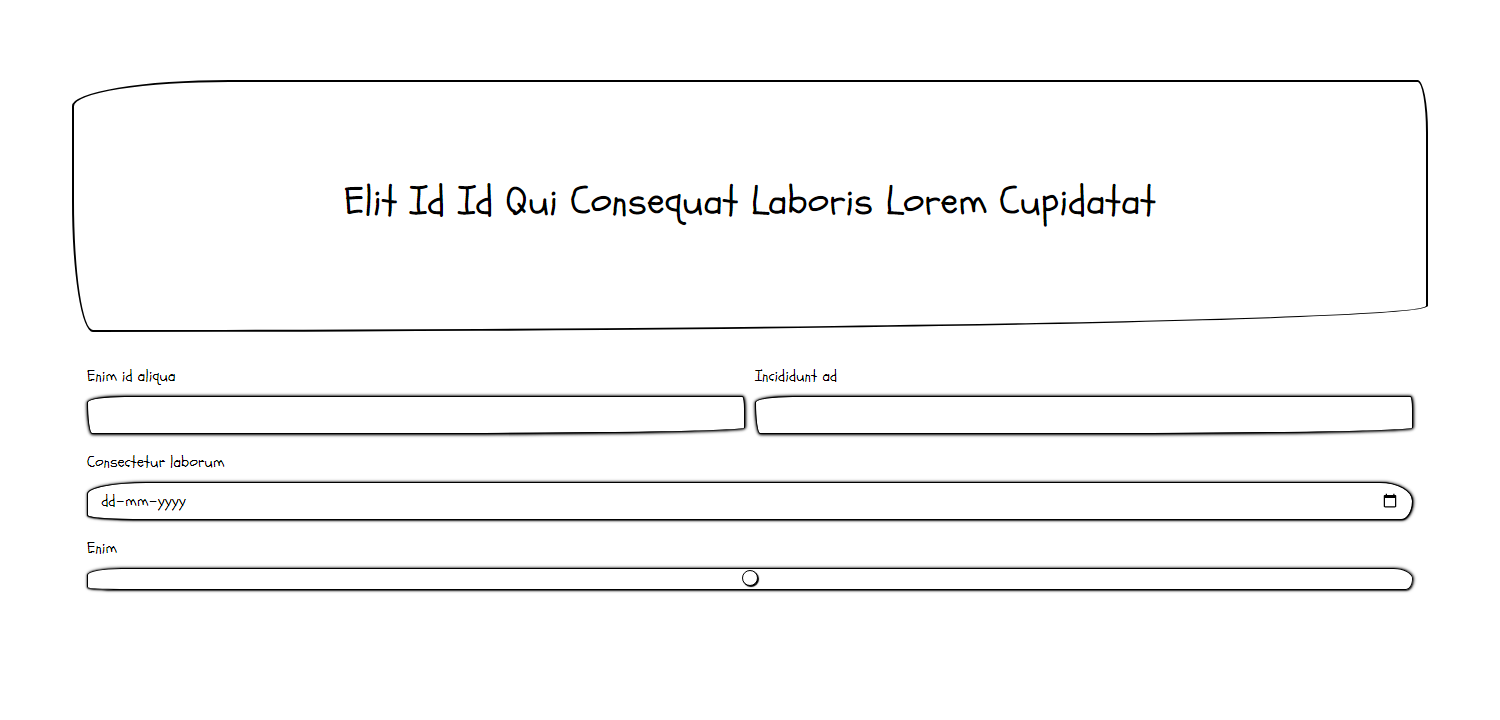 Elit Id Id Qui Consequat Laboris Lorem Cupidatat
Enim id aliqua
Incididunt ad
Consectetur laborum
dd-mm-yyyy
Enim